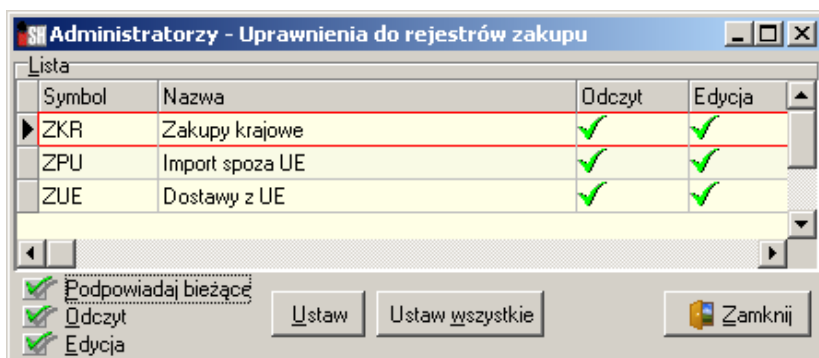 Administratorzy - Uprawnienia do rejestrów zakupu
Lista
Symbol Nazwa Odczyt Edycja
ZKR Zakupy krajowe
ZPU Import spoza UE
ZUE Dostawy z UE
Podpowiadaj bieżące
Odczyt
Edycja
Ustaw Ustaw wszystkie Zamknij